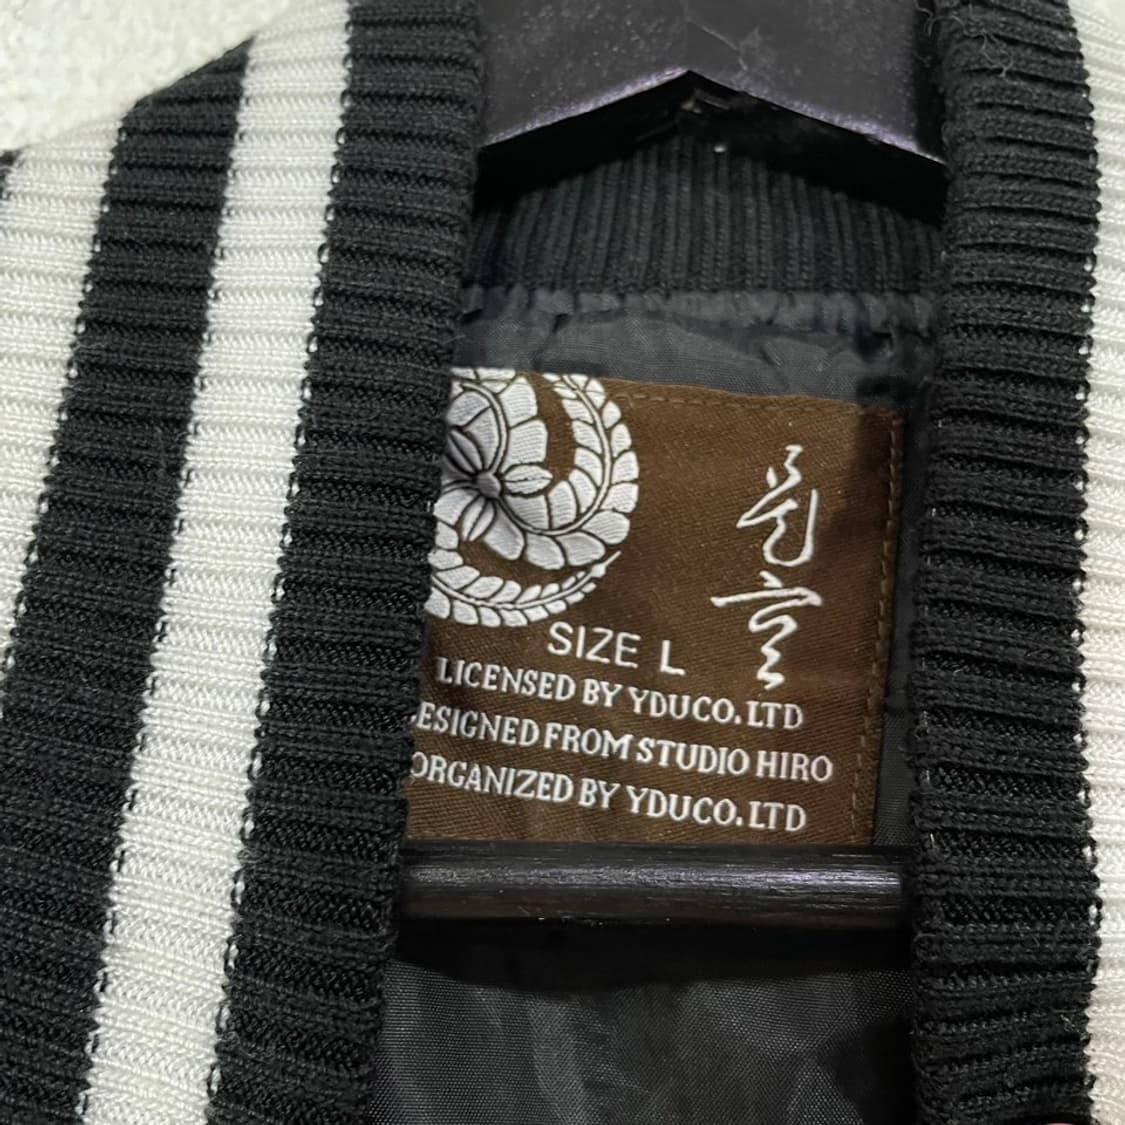 SIZE L
LICENSED BY YDUCO.LTD
ESIGNED FROM STUDIO HIRO
ORGANIZED BY YDUCO.LTD